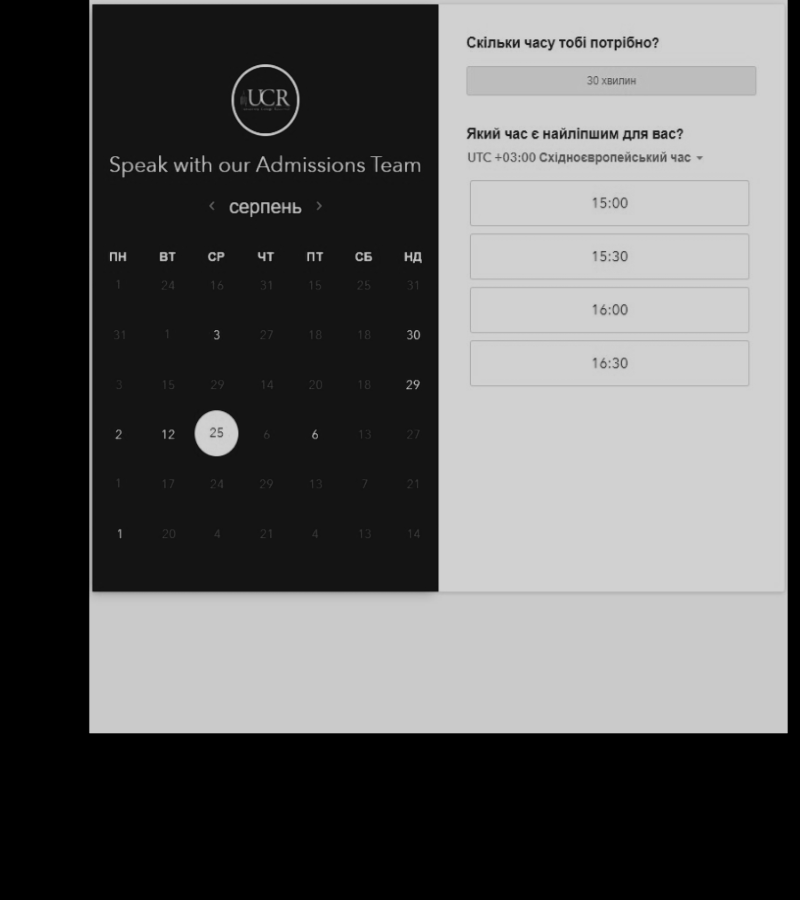 UCR
Speak with our Admissions Team
серпень
ПН ВТ СР ЧТ ПТ СБ НД
1 24 16 31 15 25 31
31 1 3 27 18 18 30
3 15 29 14 20 18 29
2 12 25 6 6 13 27
1 17 24 29 13 7 21
1 20 4 21 4 13 14
Скільки часу тобі потрібно?
30 хвилин
Який час є найліпшим для вас?
UTC +03:00 Східноєвропейський час
15:00
15:30
16:00
16:30